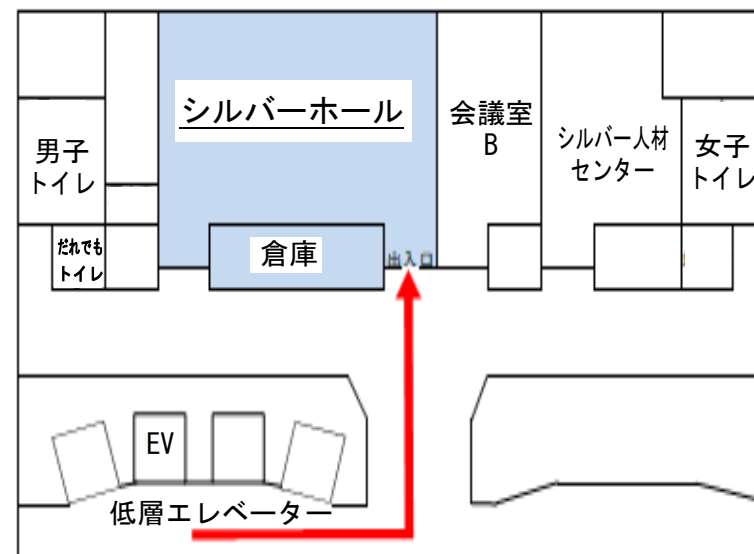 シルバーホール
会議室
B
シルバー人材
センター
男子
トイレ
女子
トイレ
だれでも
トイレ
倉庫
出入口
EV
低層エレベーター